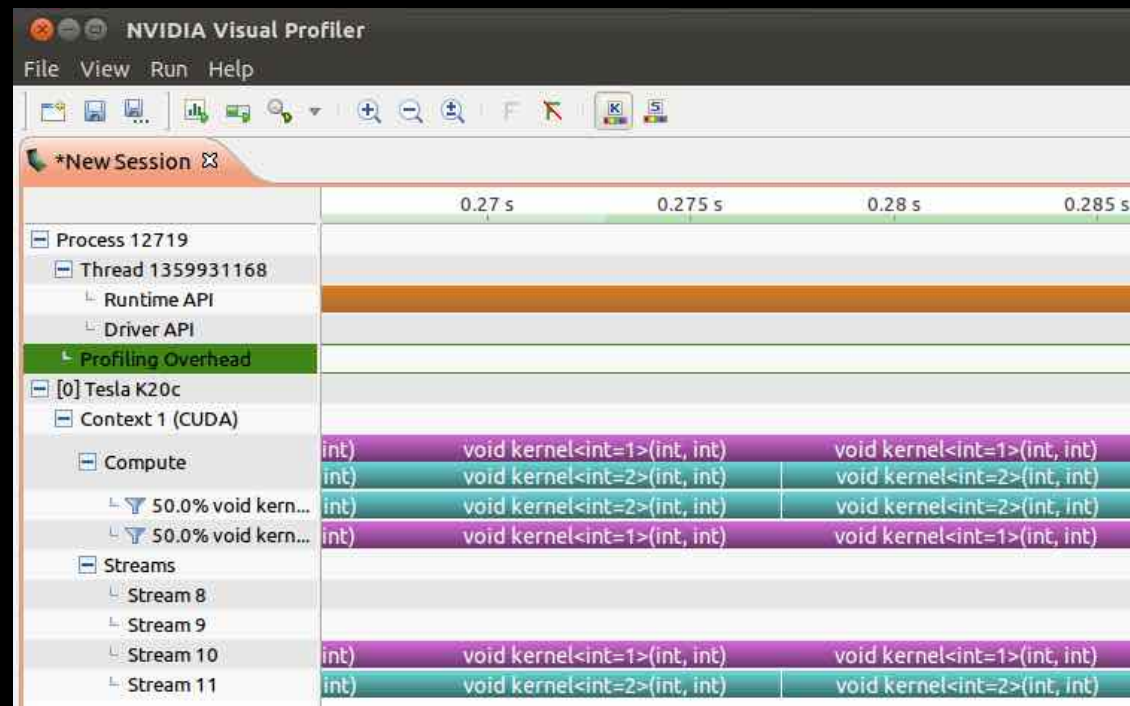 NVIDIA Visual Profiler
File View Run Help
*New Session
0.27 s 0.275 s 0.28 s 0.285 s
Process 12719
Thread 1359931168
Runtime API
Driver API
Profiling Overhead
[0] Tesla K20c
Context 1 (CUDA)
Compute
int) void kernel<int=1>(int, int) void kernel<int=1>(int, int)
int) void kernel<int=2>(int, int) void kernel<int=2>(int, int)
50.0% void kern... int) void kernel<int=2>(int, int) void kernel<int=2>(int, int)
50.0% void kern... int) void kernel<int=1>(int, int) void kernel<int=1>(int, int)
Streams
Stream 8
Stream 9
Stream 10 int) void kernel<int=1>(int, int) void kernel<int=1>(int, int)
Stream 11 int) void kernel<int=2>(int, int) void kernel<int=2>(int, int)